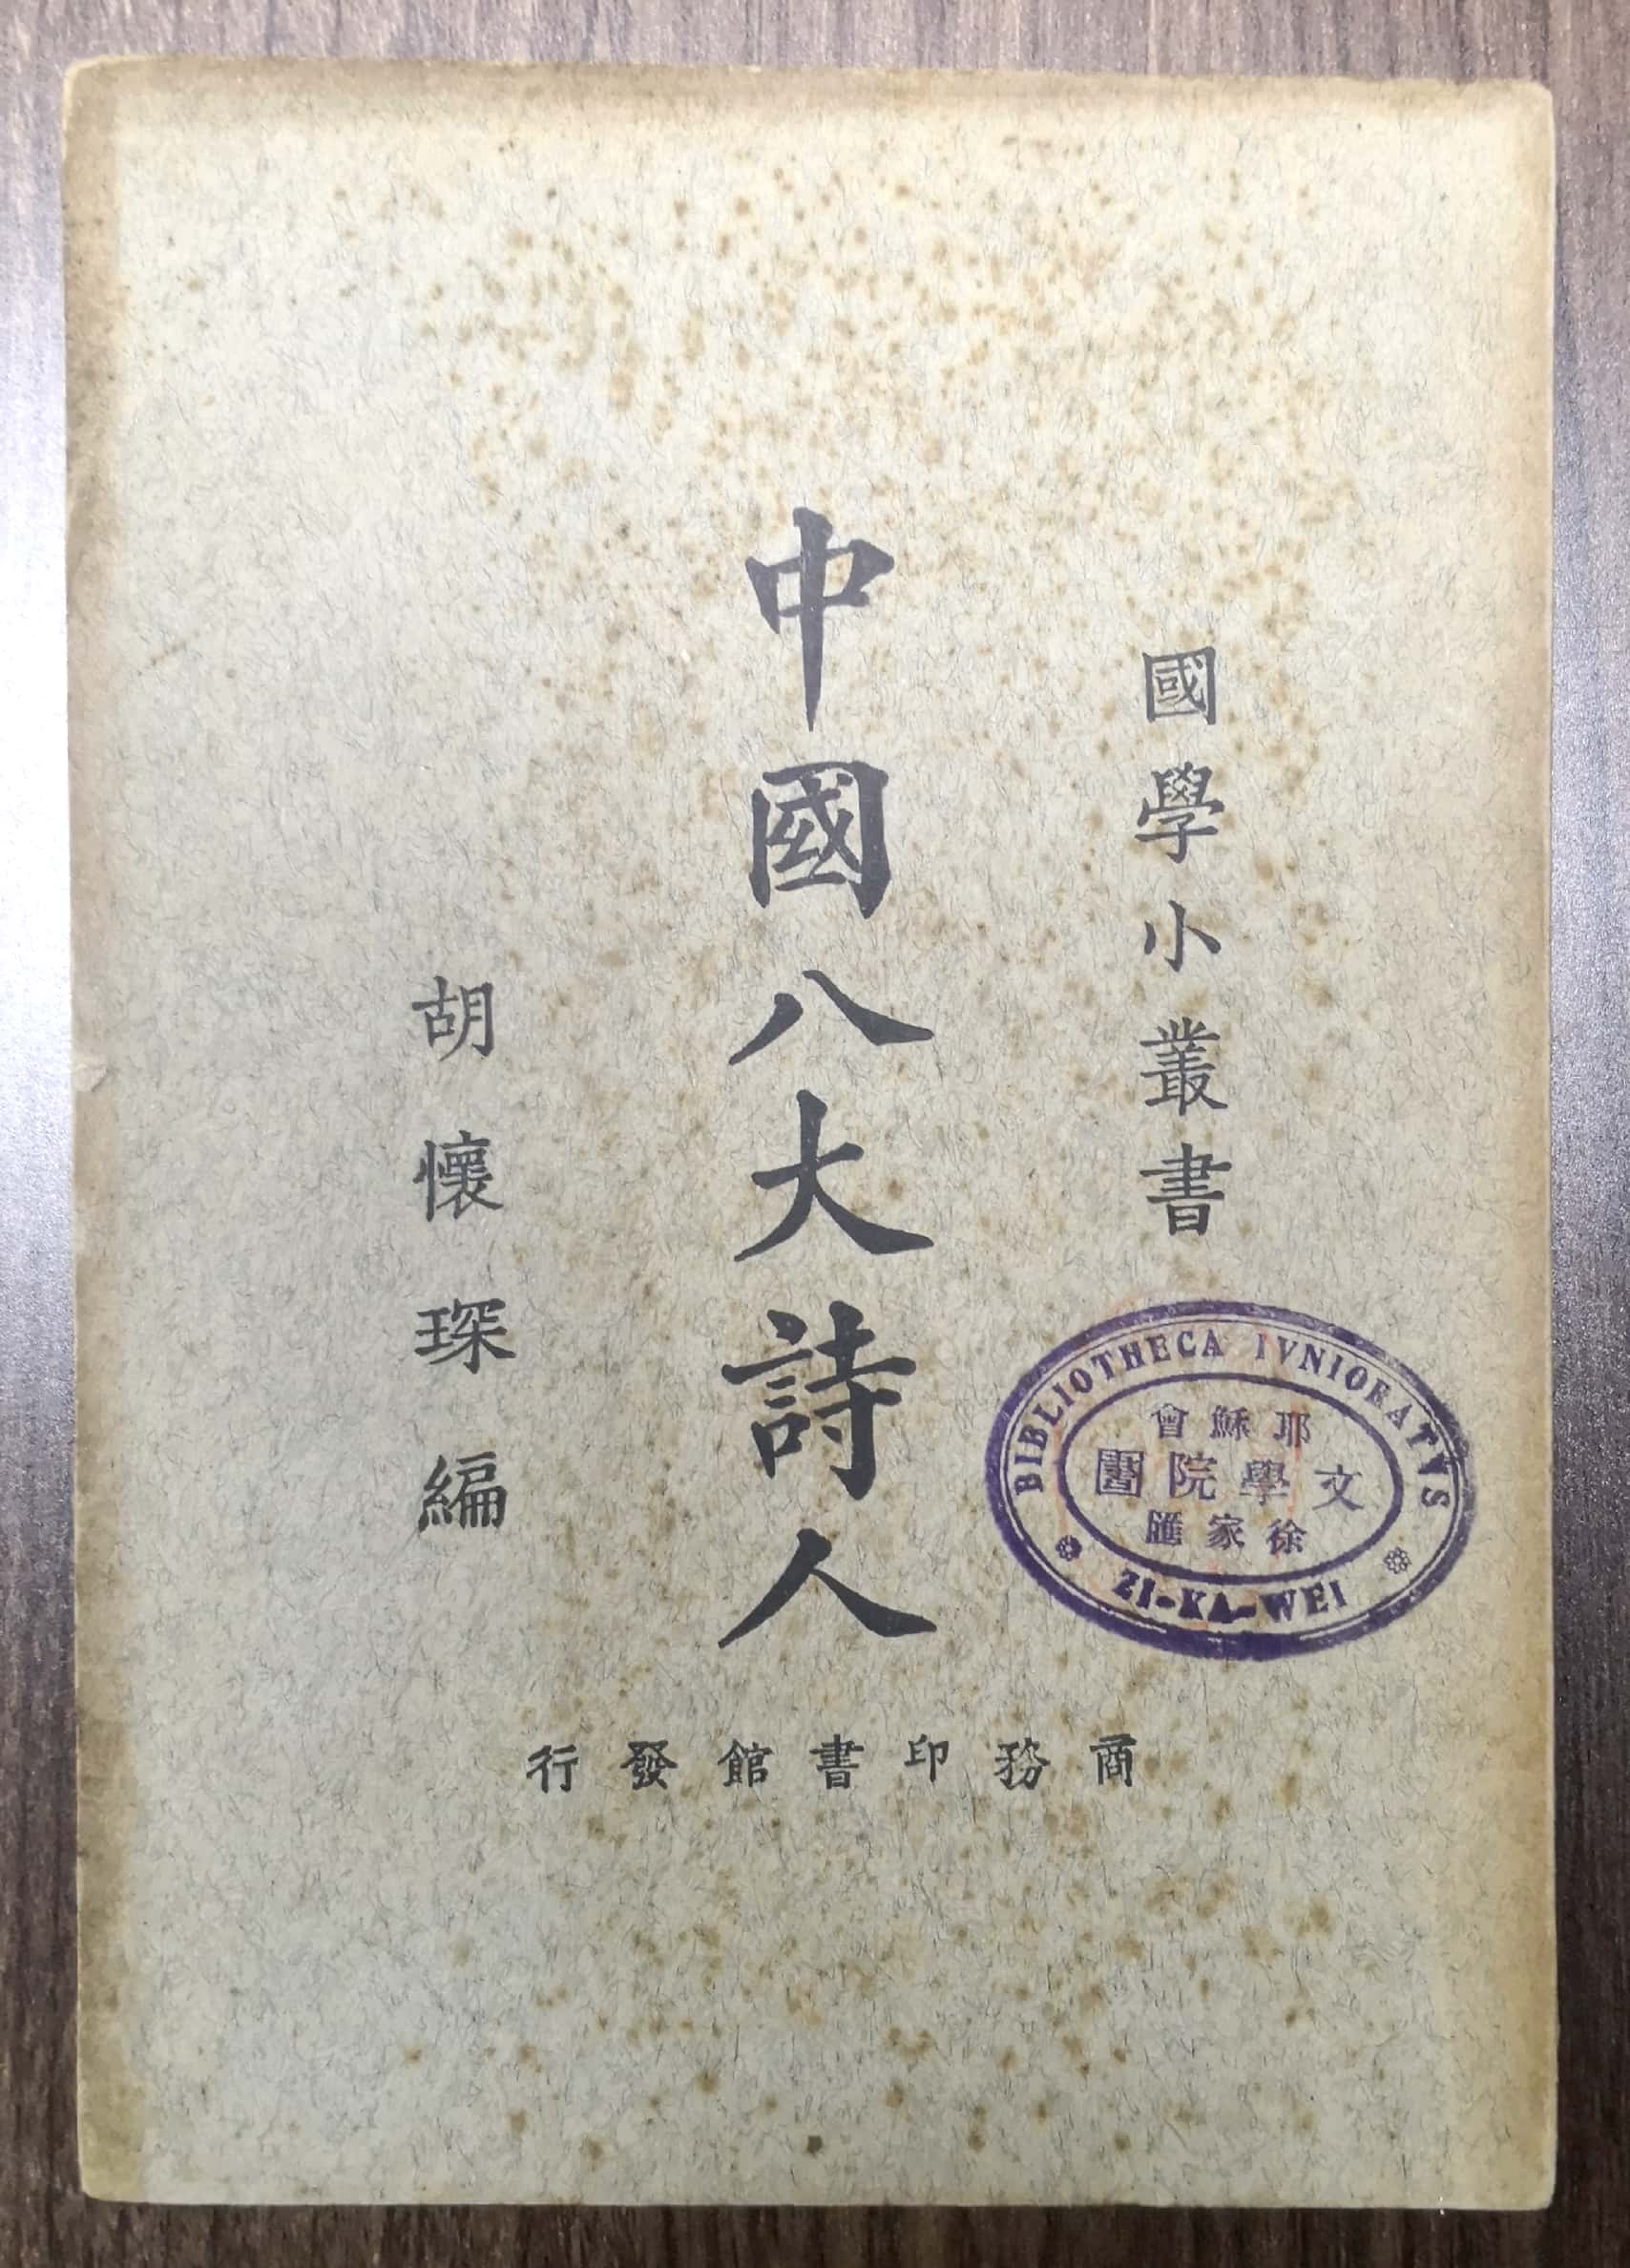 國學小叢書
中國八大詩人
胡懷琛編
商務印書館發行
BIBLIOTHECA IVNIORATVS
耶穌會
文學院圕
徐家匯
ZI-KA-WEI